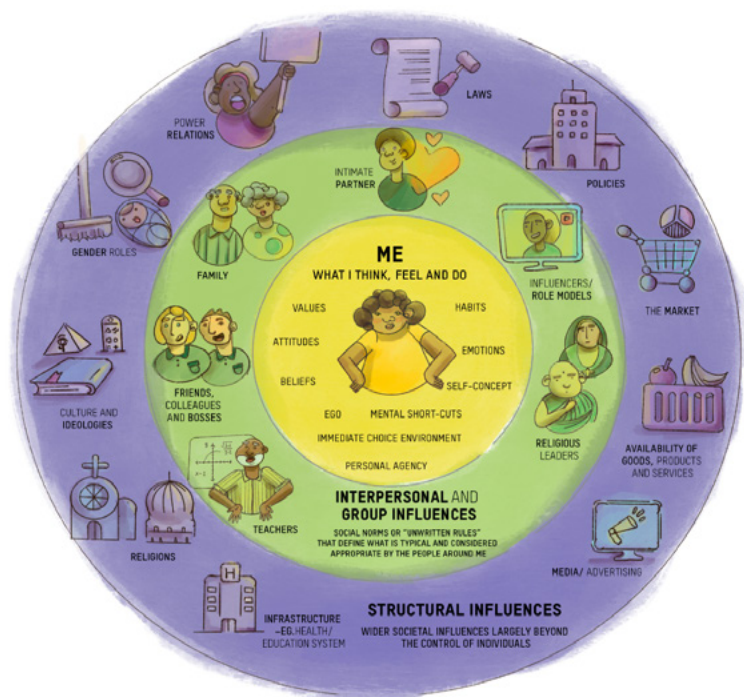 POWER
RELATIONS
LAWS
POLICIES
GENDER ROLES
THE MARKET
CULTURE AND
IDEOLOGIES
AVAILABILITY OF
GOODS, PRODUCTS
AND SERVICES
RELIGIONS
MEDIA/ ADVERTISING
INFRASTRUCTURE
-EG.HEALTH/
EDUCATION SYSTEM
H
STRUCTURAL INFLUENCES
WIDER SOCIETAL INFLUENCES LARGELY BEYOND
THE CONTROL OF INDIVIDUALS
INTIMATE
PARTNER
FAMILY
INFLUENCERS/
ROLE MODELS
FRIENDS,
COLLEAGUES
AND BOSSES
RELIGIOUS
LEADERS
TEACHERS
INTERPERSONAL AND
GROUP INFLUENCES
SOCIAL NORMS OR "UNWRITTEN RULES"
THAT DEFINE WHAT IS TYPICAL AND CONSIDERED
APPROPRIATE BY THE PEOPLE AROUND ME
ME
WHAT I THINK, FEEL AND DO
VALUES
HABITS
ATTITUDES
EMOTIONS
BELIEFS
SELF-CONCEPT
EGO
MENTAL SHORT-CUTS
IMMEDIATE CHOICE ENVIRONMENT
PERSONAL AGENCY